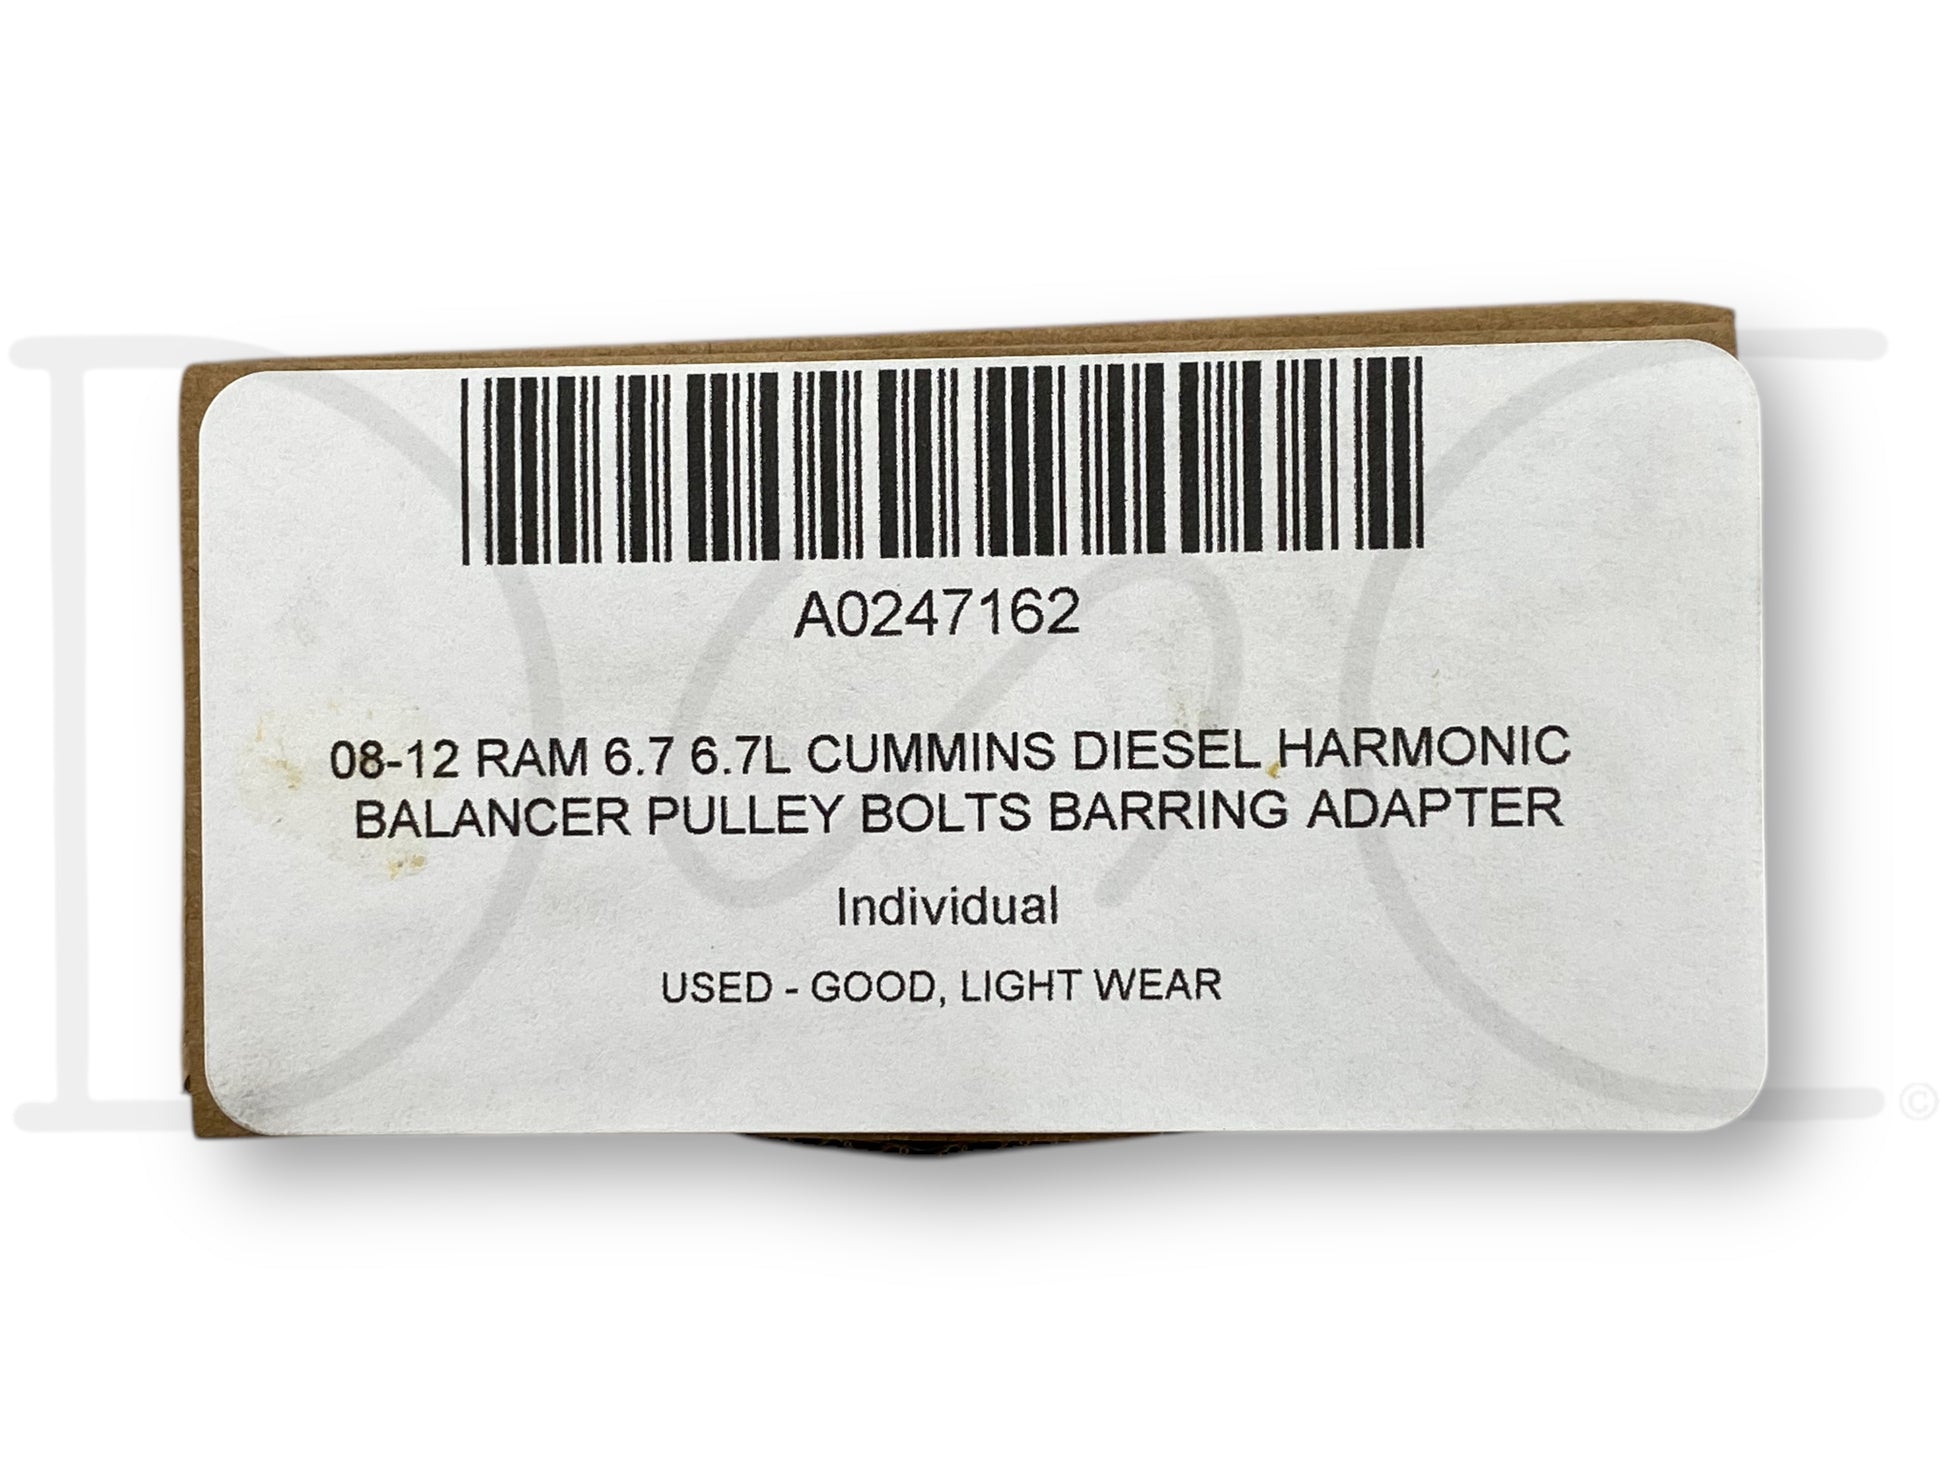 A0247162
08-12 RAM 6.7 6.7L CUMMINS DIESEL HARMONIC
BALANCER PULLEY BOLTS BARRING ADAPTER
Individual
USED - GOOD, LIGHT WEAR
©